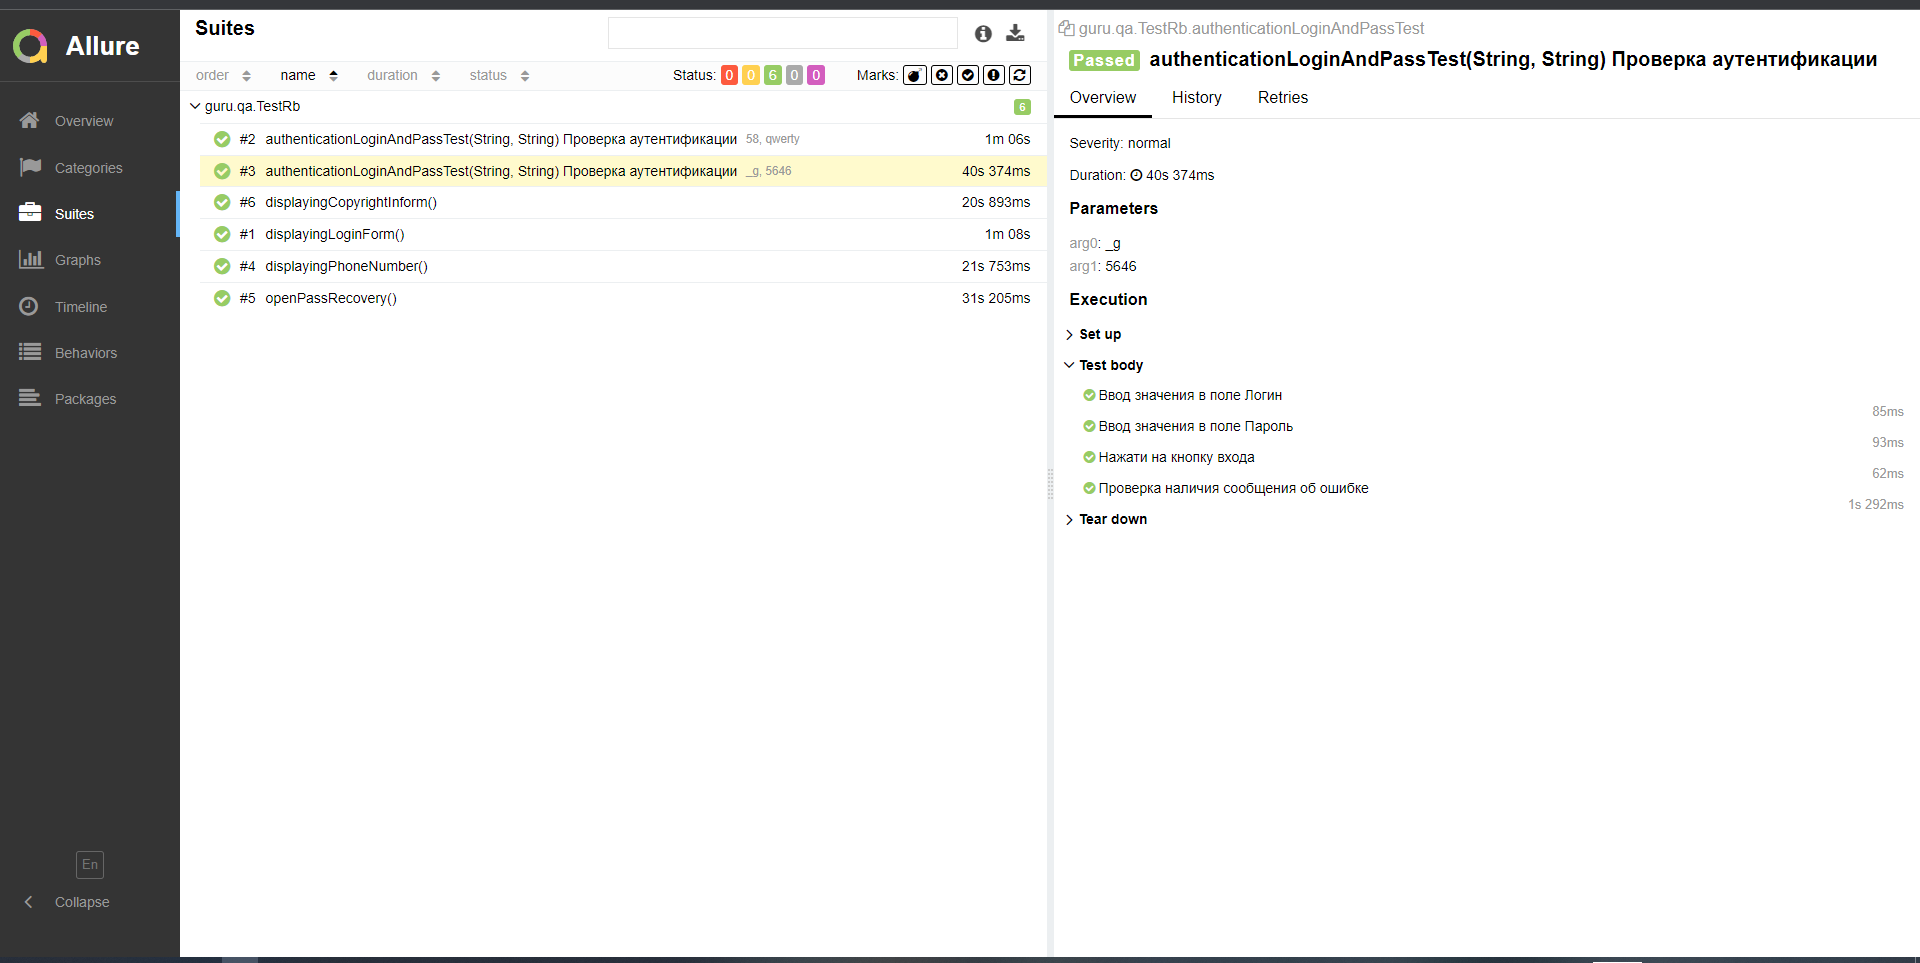 Allure
Overview
Categories
Suites
Graphs
Timeline
Behaviors
Packages
En
Collapse
Suites
order name duration status Status: 0 0 6 0 0 Marks:
guru.qa.TestRb 6
#2 authenticationLoginAndPassTest(String, String) Проверка аутентификации 58, qwerty 1m 06s
#3 authenticationLoginAndPassTest(String, String) Проверка аутентификации _g, 5646 40s 374ms
#6 displayingCopyrightInform() 20s 893ms
#1 displayingLoginForm() 1m 08s
#4 displayingPhoneNumber() 21s 753ms
#5 openPassRecovery() 31s 205ms
guru.qa.TestRb.authenticationLoginAndPassTest
Passed authenticationLoginAndPassTest(String, String) Проверка аутентификации
Overview History Retries
Severity: normal
Duration: 40s 374ms
Parameters
arg0: _g
arg1: 5646
Execution
Set up
Test body
Ввод значения в поле Логин
85ms
Ввод значения в поле Пароль
93ms
Нажати на кнопку входа
62ms
Проверка наличия сообщения об ошибке
1s 292ms
Tear down